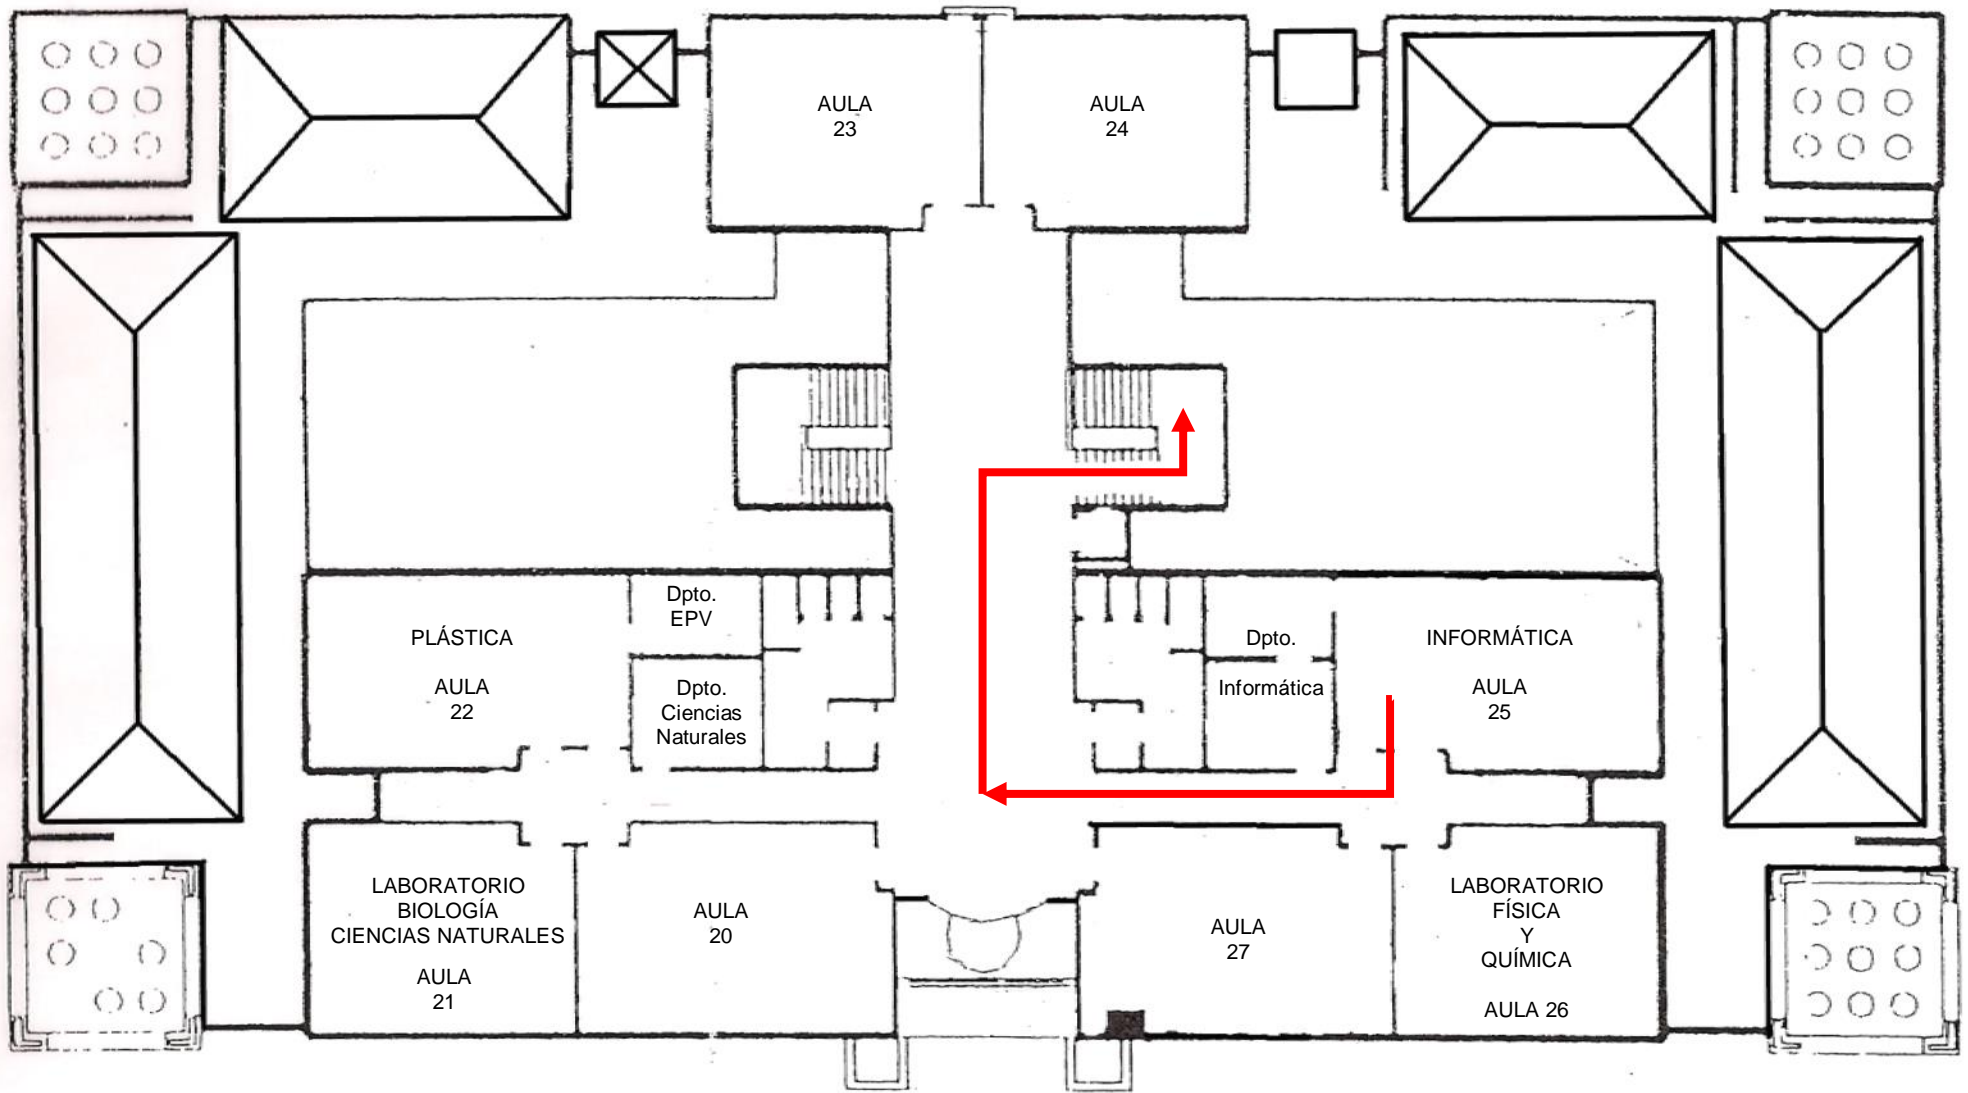 AULA
23
AULA
24
Dpto.
EPV
PLÁSTICA
AULA
22
Dpto.
Ciencias
Naturales
Dpto.
Informática
INFORMÁTICA
AULA
25
LABORATORIO
BIOLOGÍA
CIENCIAS NATURALES
AULA
21
AULA
20
AULA
27
LABORATORIO
FÍSICA
Y
QUÍMICA
AULA 26